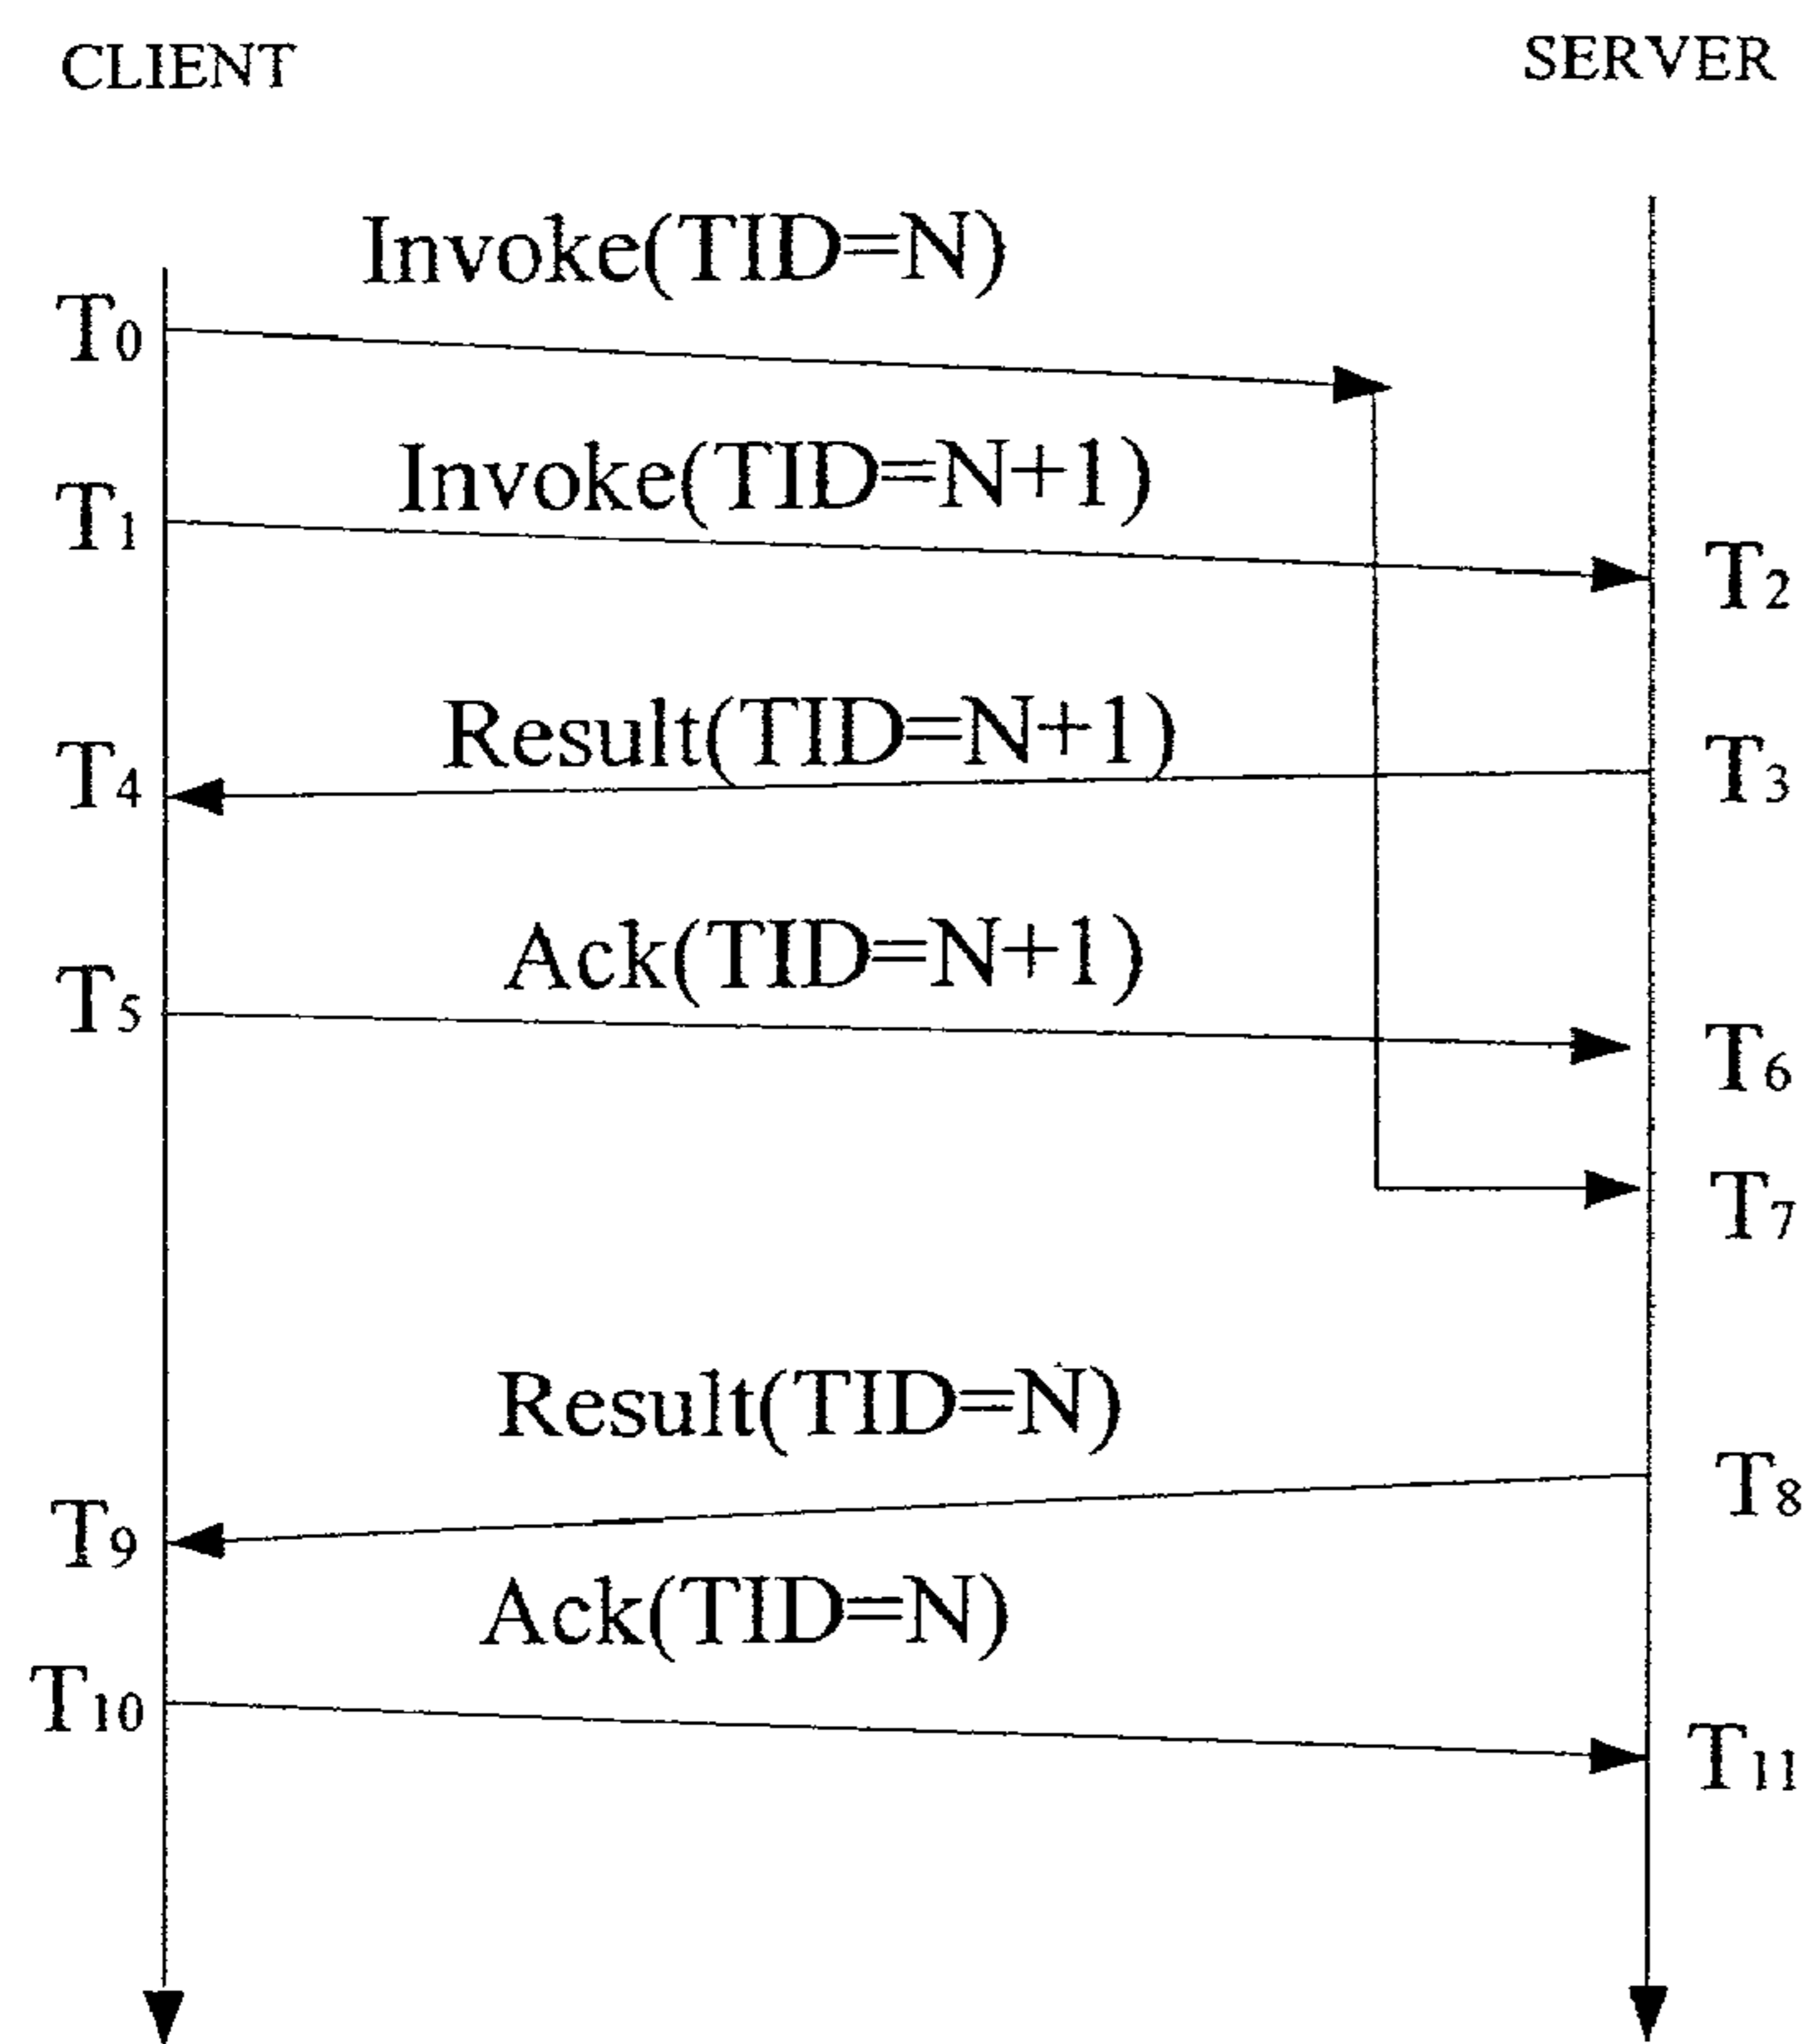 CLIENT SERVER
Invoke(TID=N)
T0
Invoke(TID=N+1)
T1
T2
Result(TID=N+1)
T4 T3
Ack(TID=N+1)
T5
T6
T7
Result(TID=N)
T8
T9
Ack(TID=N)
T10
T11